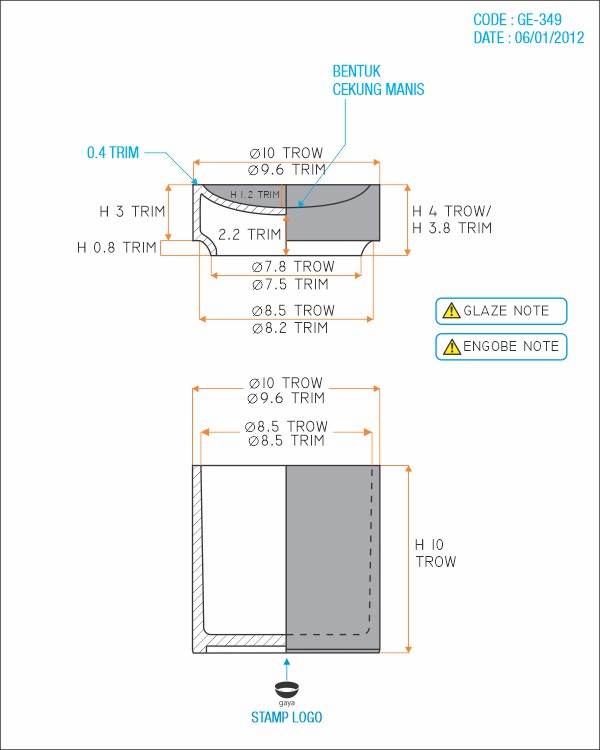 CODE : GE-349
DATE : 06/01/2012
BENTUK
CEKUNG MANIS
0.4 TRIM
Ø10 TROW
Ø9.6 TRIM
H 1.2 TRIM
H 3 TRIM
H 4 TROW/
H 3.8 TRIM
2.2 TRIM
H 0.8 TRIM
Ø7.8 TROW
Ø7.5 TRIM
Ø8.5 TROW
Ø8.2 TRIM
GLAZE NOTE
ENGOBE NOTE
Ø10 TROW
Ø9.6 TRIM
Ø8.5 TROW
Ø8.5 TRIM
H 10
TROW
gaya
STAMP LOGO